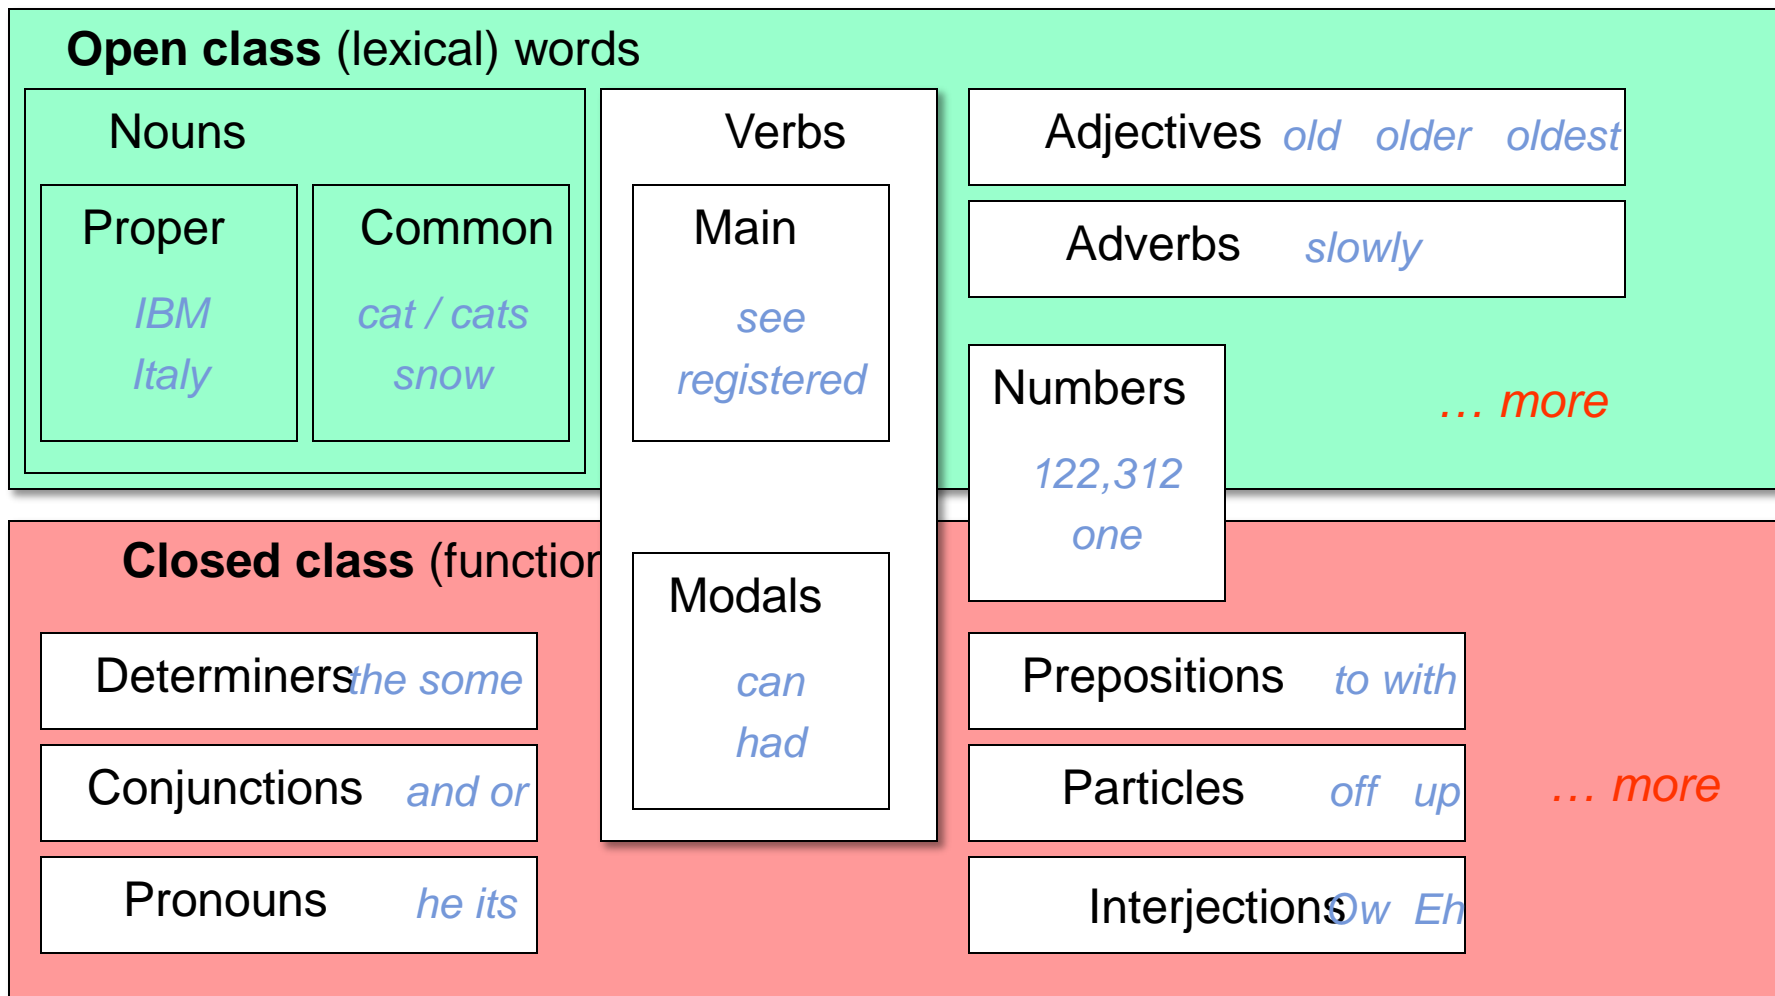 Open class (lexical) words
Nouns
Proper
IBM
Italy
Common
cat / cats
snow
Verbs
Main
see
registered
Adjectives old older oldest
Adverbs slowly
Numbers
122,312
one
… more
Closed class (function
Modals
can
had
Determiners the some
Conjunctions and or
Pronouns he its
Prepositions to with
Particles off up
Interjections Ow Eh
… more